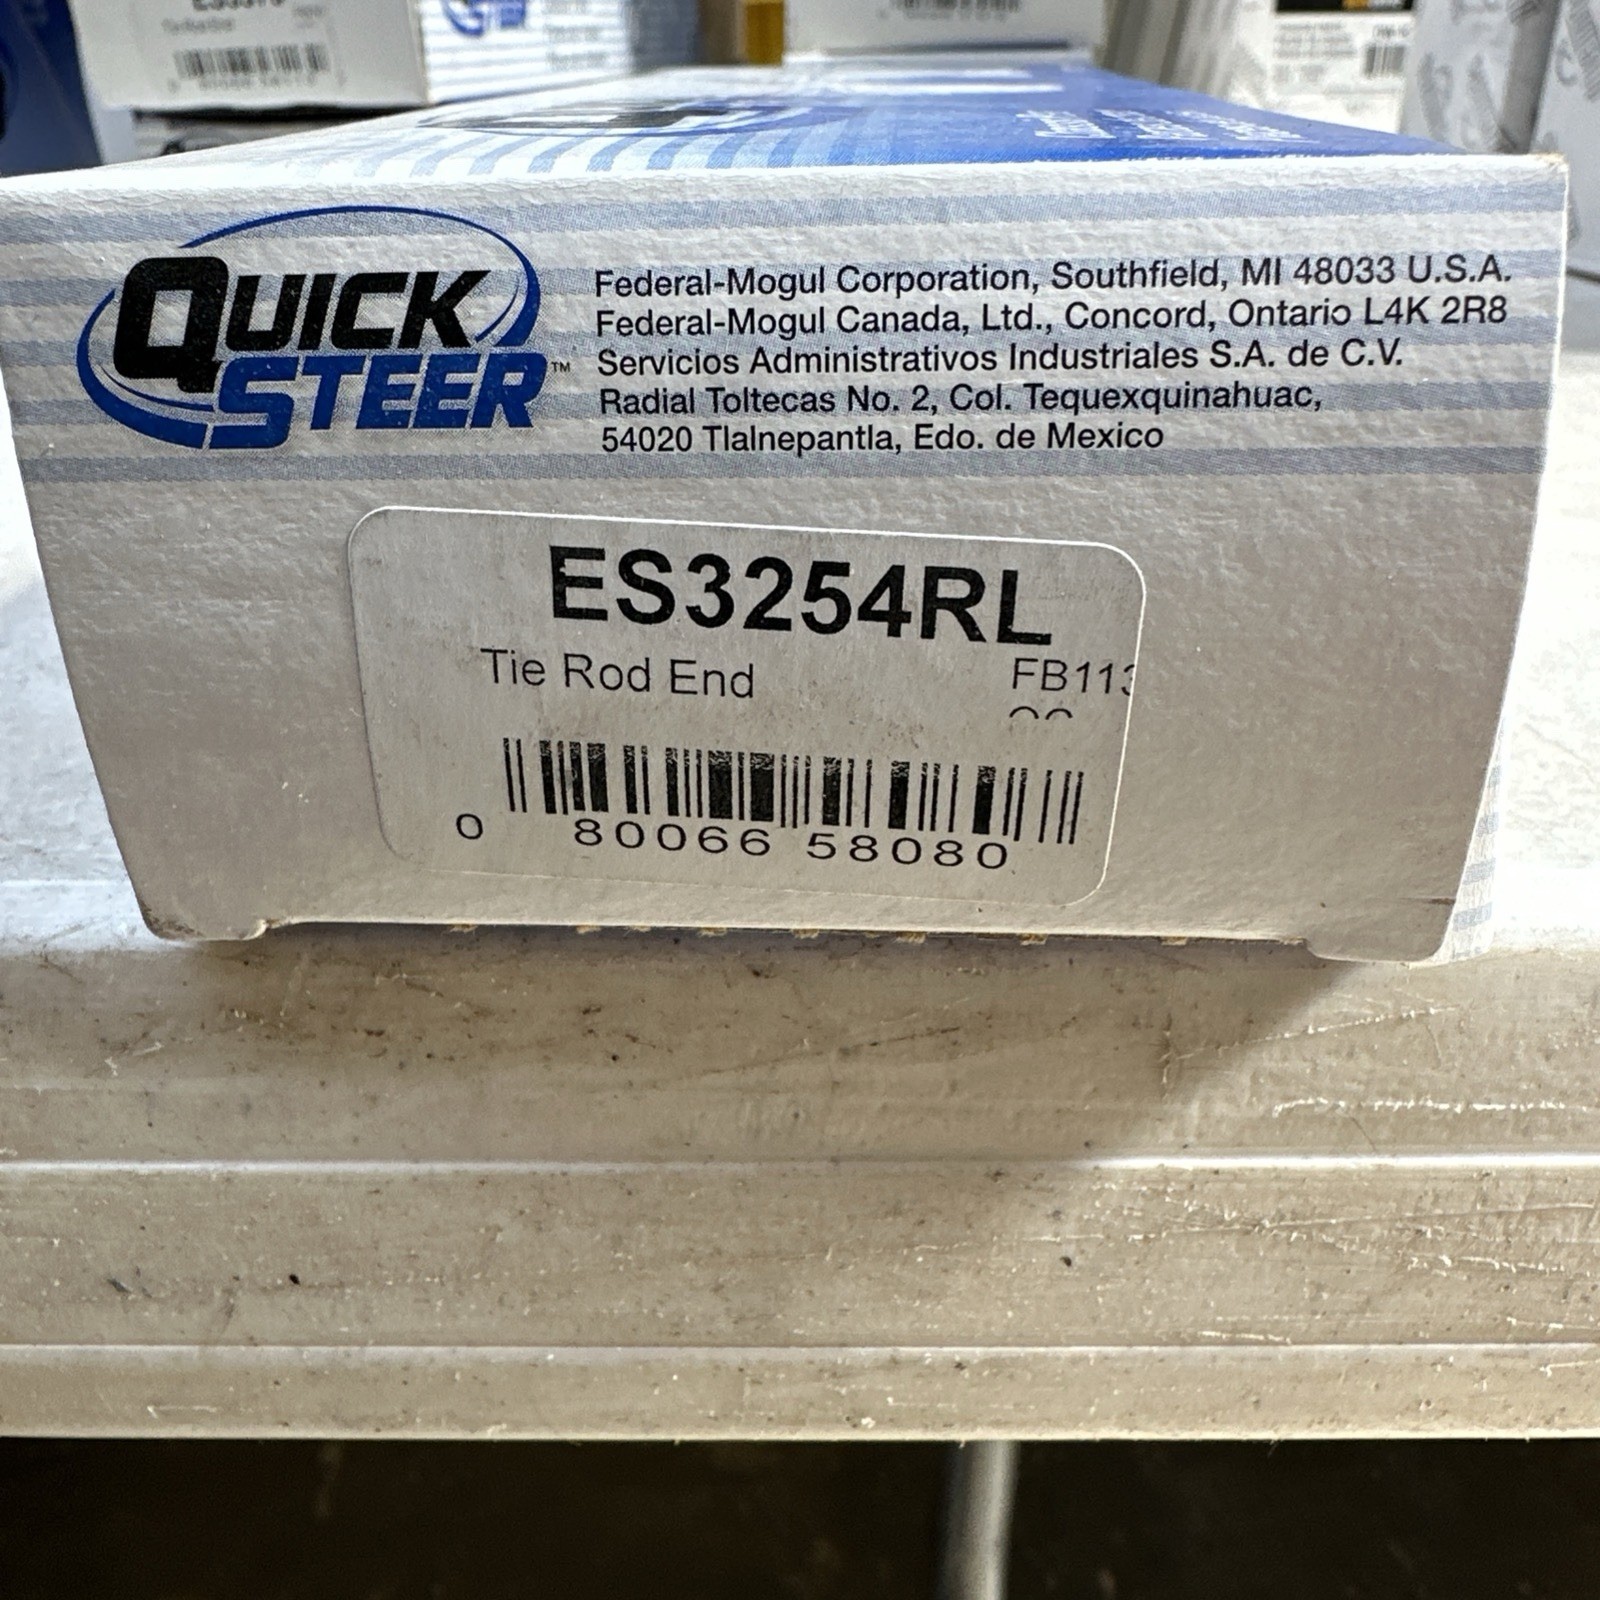 QUICK
STEER™
Federal-Mogul Corporation, Southfield, MI 48033 U.S.A.
Federal-Mogul Canada, Ltd., Concord, Ontario L4K 2R8
Servicios Administrativos Industriales S.A. de C.V.
Radial Toltecas No. 2, Col. Tequexquinahuac,
54020 Tlalnepantla, Edo. de Mexico
ES3254RL
Tie Rod End
0 80066 58080
STEER